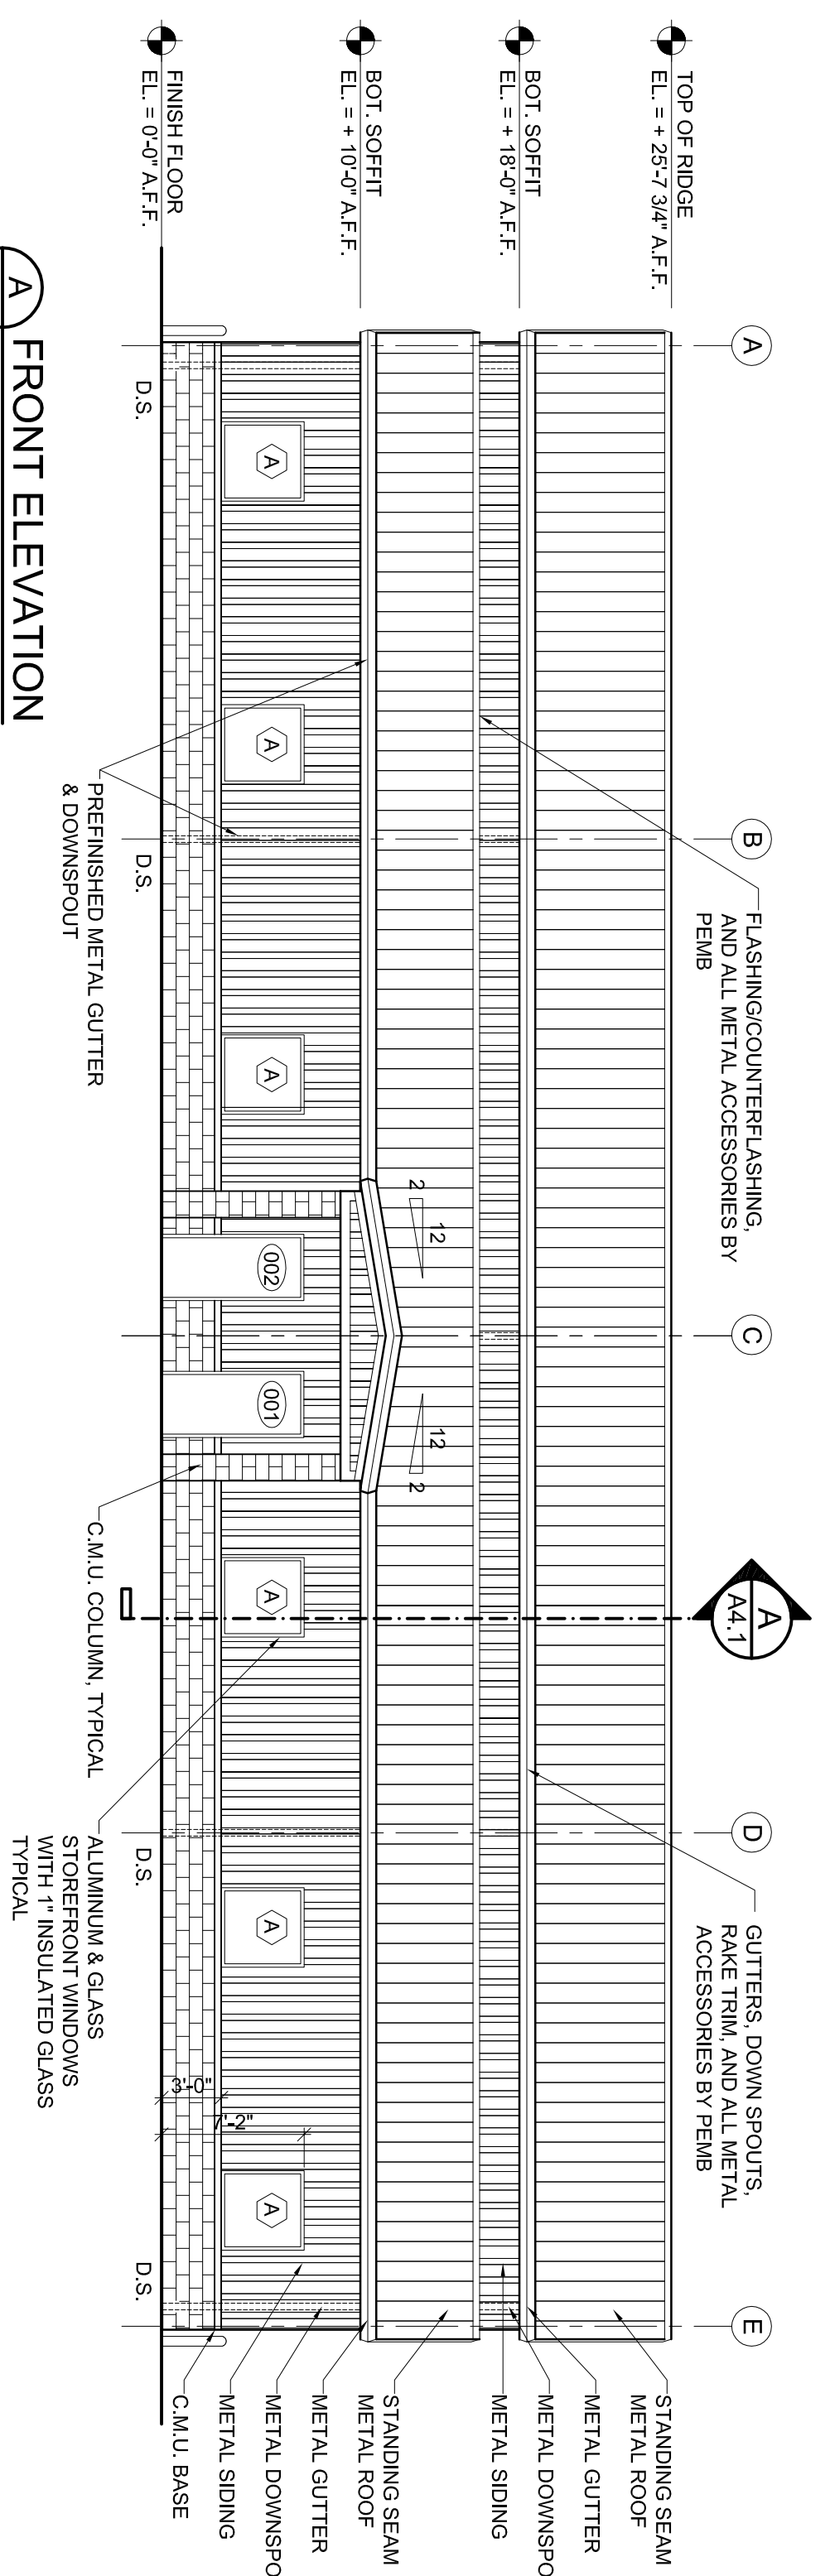 A
B
C
D
E
A
A4.1
TOP OF RIDGE
EL. = + 25'-7 3/4" A.F.F.
BOT. SOFFIT
EL. = + 18'-0" A.F.F.
BOT. SOFFIT
EL. = + 10'-0" A.F.F.
FINISH FLOOR
EL. = 0'-0" A.F.F.
FLASHING/COUNTERFLASHING,
AND ALL METAL ACCESSORIES BY
PEMB
GUTTERS, DOWN SPOUTS,
RAKE TRIM, AND ALL METAL
ACCESSORIES BY PEMB
12
2
12
2
A
A
A
002
001
A
A
A
3'-0"
7'-2"
STANDING SEAM
METAL ROOF
METAL GUTTER
METAL DOWNSPO
METAL SIDING
STANDING SEAM
METAL ROOF
METAL GUTTER
METAL DOWNSPO
METAL SIDING
C.M.U. BASE
D.S.
D.S.
D.S.
D.S.
PREFINISHED METAL GUTTER
& DOWNSPOUT
C.M.U. COLUMN, TYPICAL
ALUMINUM & GLASS
STOREFRONT WINDOWS
WITH 1" INSULATED GLASS
TYPICAL
A
FRONT ELEVATION